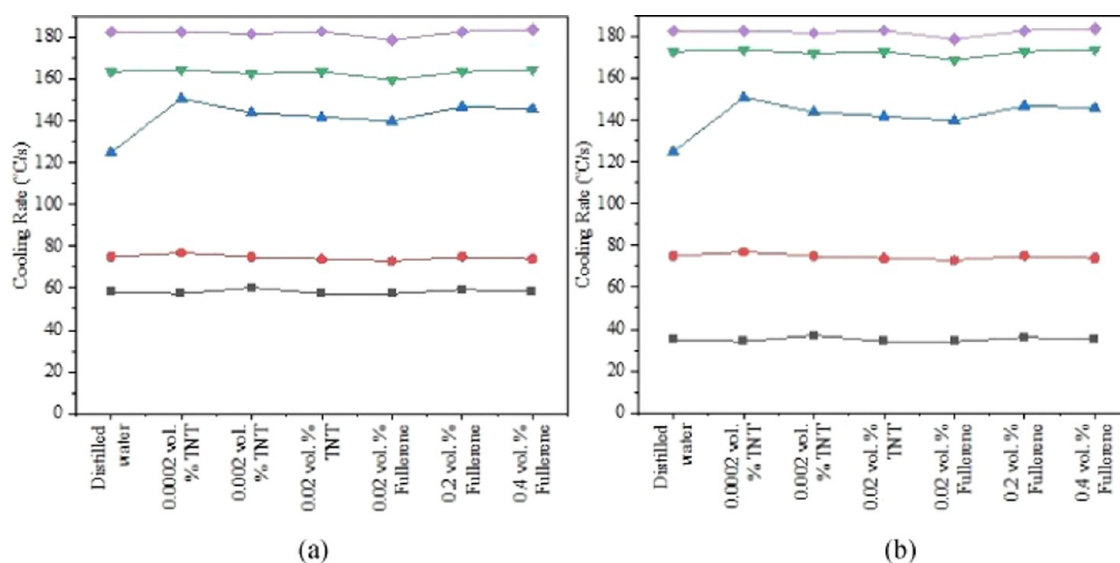 180
160
140
120
100
80
60
40
20
0
Cooling Rate (°C/s)
Distilled
water
0.0002 vol.
% TNT
0.002 vol.
% TNT
0.02 vol. %
TNT
0.02 vol. %
Fullerene
0.2 vol. %
Fullerene
0.4 vol. %
Fullerene
(a)
180
160
140
120
100
80
60
40
20
0
Cooling Rate (°C/s)
Distilled
water
0.0002 vol.
% TNT
0.002 vol.
% TNT
0.02 vol. %
TNT
0.02 vol. %
Fullerene
0.2 vol. %
Fullerene
0.4 vol. %
Fullerene
(b)